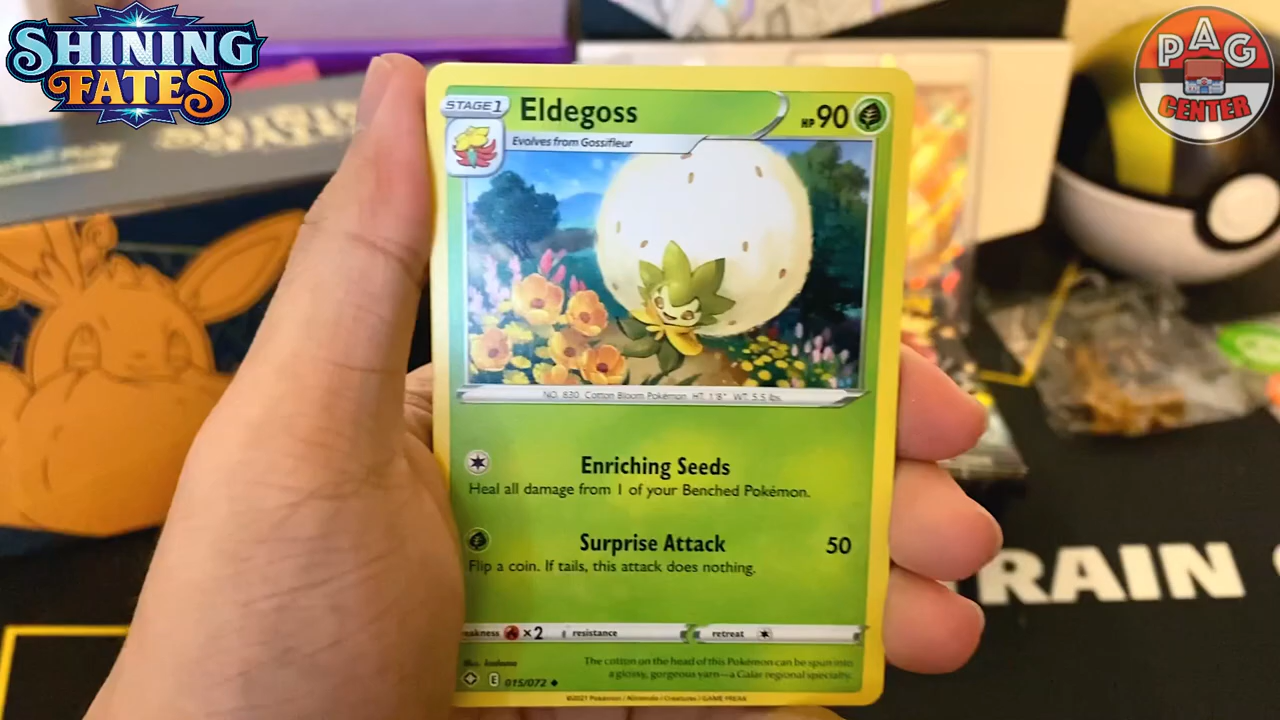 SHINING
FATES
PAG
CENTER
STAGE 1
Eldegoss
HP 90
Evolves from Gossifleur
NO. 830 Cotton Bloom Pokémon HT. 1'8" WT. 5.5 lbs.
Enriching Seeds
Heal all damage from 1 of your Benched Pokémon.
Surprise Attack 50
Flip a coin. If tails, this attack does nothing.
weakness ×2 resistance retreat
Illus.
The cotton on the head of this Pokémon can be spun into
a glossy, gorgeous yarn—a Galar regional specialty.
E 015/072
©2021 Pokémon / Nintendo / Creatures / GAME FREAK
TRAIN